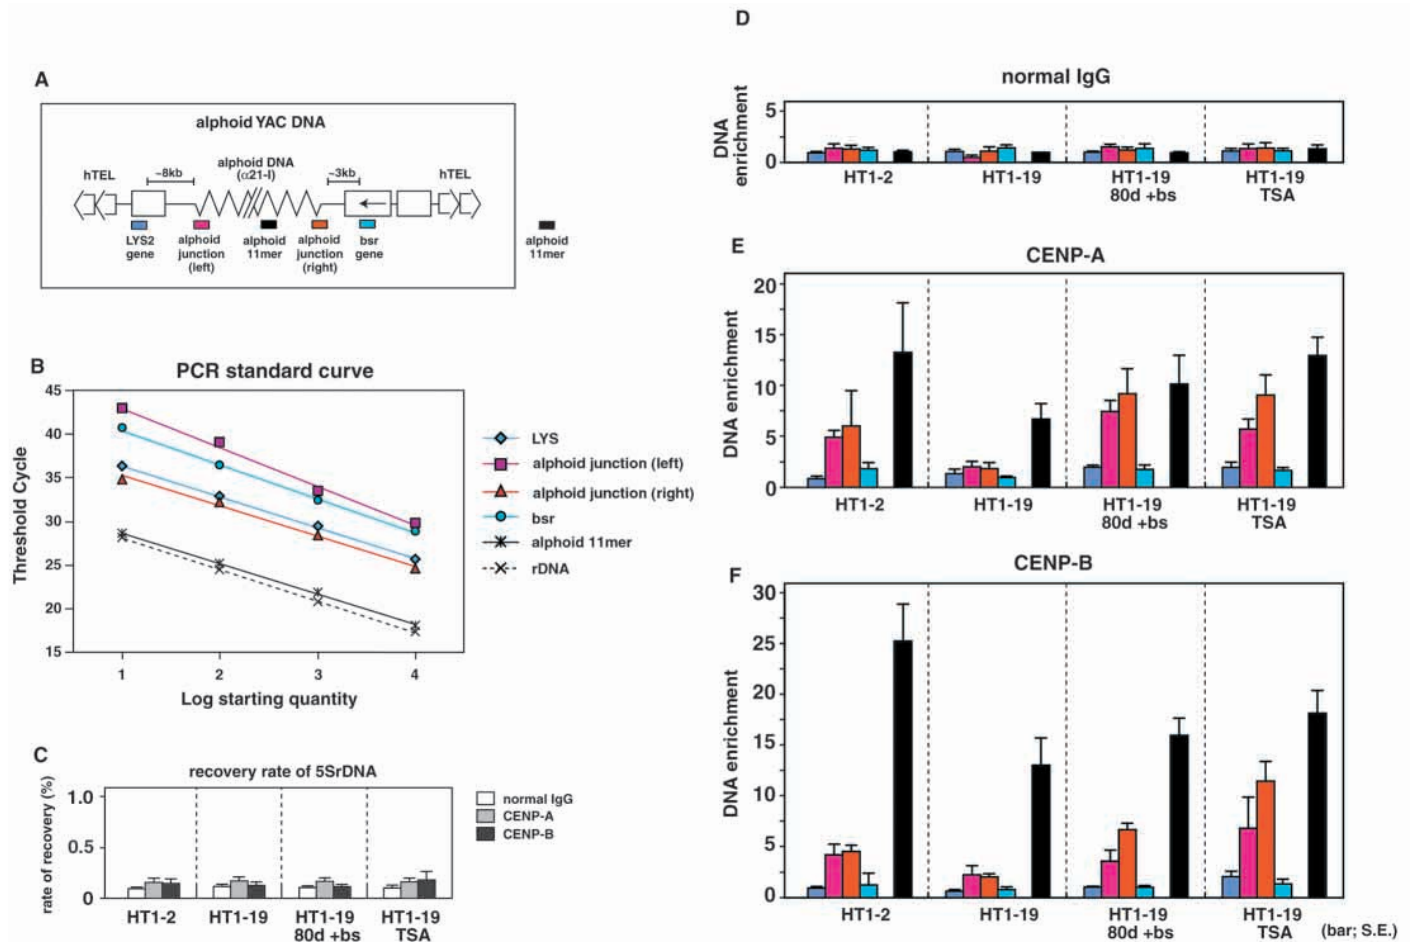 A
alphoid YAC DNA
alphoid DNA
(α21-I)
~8kb
~3kb
hTEL
hTEL
LYS2
gene
alphoid
junction
(left)
alphoid
11mer
alphoid
junction
(right)
bsr
gene
alphoid
11mer
B
PCR standard curve
Threshold Cycle
45
40
35
30
25
20
15
1 2 3 4
Log starting quantity
LYS
alphoid junction (left)
alphoid junction (right)
bsr
alphoid 11mer
rDNA
C
recovery rate of 5SrDNA
rate of recovery (%)
1.0
0.5
0
HT1-2
HT1-19
HT1-19
80d +bs
HT1-19
TSA
normal IgG
CENP-A
CENP-B
D
normal IgG
DNA
enrichment
5
0
HT1-2
HT1-19
HT1-19
80d +bs
HT1-19
TSA
E
CENP-A
DNA enrichment
20
15
10
5
0
HT1-2
HT1-19
HT1-19
80d +bs
HT1-19
TSA
F
CENP-B
DNA enrichment
30
25
20
15
10
5
0
HT1-2
HT1-19
HT1-19
80d +bs
HT1-19
TSA
(bar; S.E.)